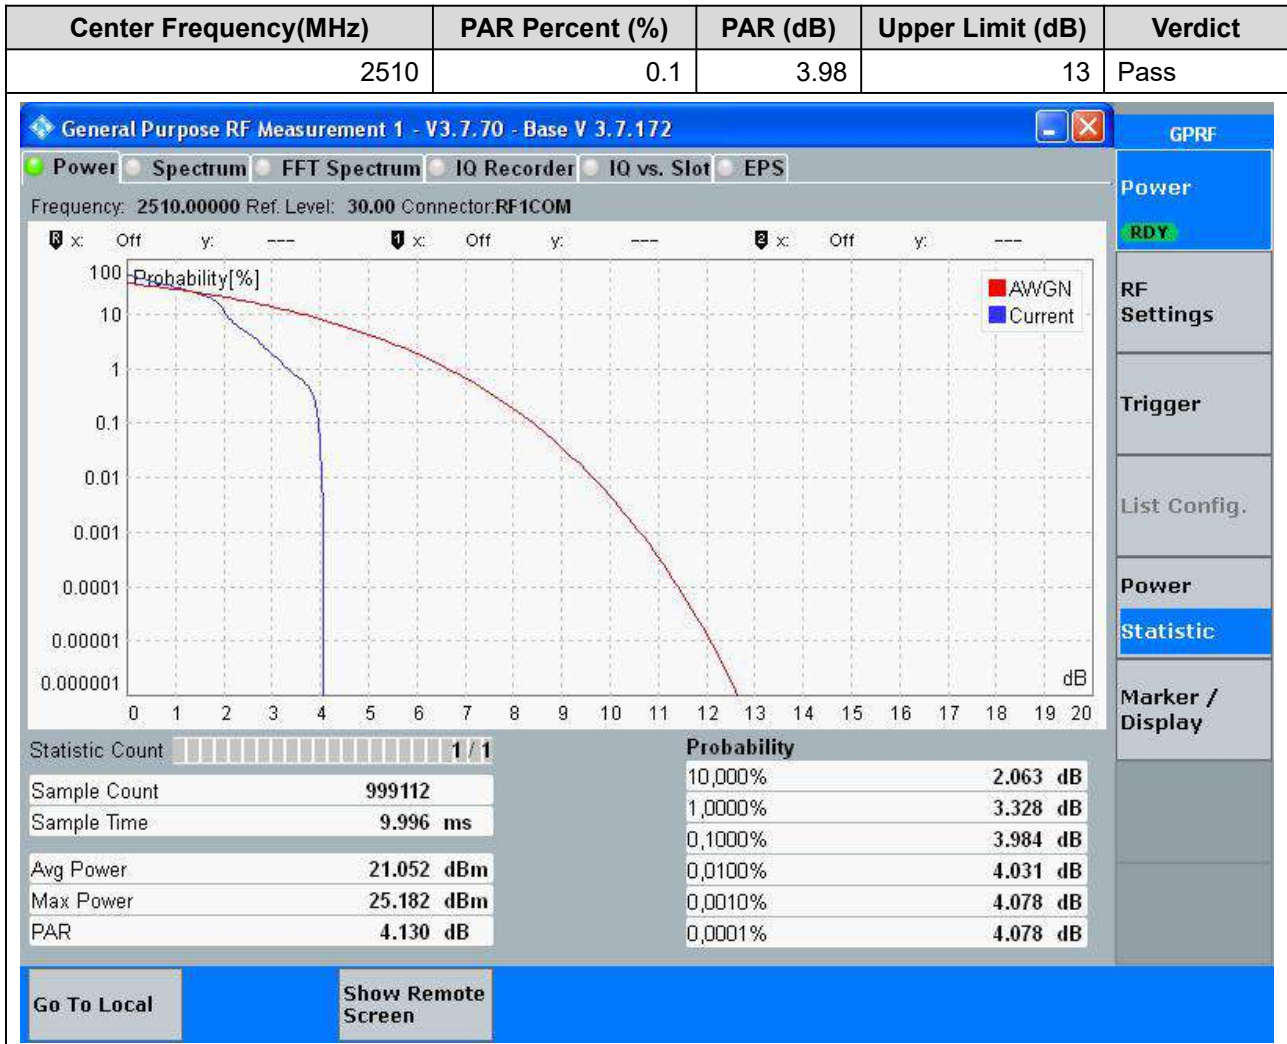 Center Frequency(MHz) PAR Percent (%) PAR (dB) Upper Limit (dB) Verdict
2510 0.1 3.98 13 Pass
General Purpose RF Measurement 1 - V3.7.70 - Base V 3.7.172
GPRF
Power Spectrum FFT Spectrum IQ Recorder IQ vs. Slot EPS
Power
RDY
Frequency: 2510.00000 Ref. Level: 30.00 Connector:RF1COM
R x: Off y: --- 1 x: Off y: --- 2 x: Off y: ---
Probability[%]
AWGN
Current
100
10
1
0.1
0.01
0.001
0.0001
0.00001
0.000001
dB
0 1 2 3 4 5 6 7 8 9 10 11 12 13 14 15 16 17 18 19 20
RF
Settings
Trigger
List Config.
Power
Statistic
Marker /
Display
Statistic Count 1 / 1
Sample Count 999112
Sample Time 9.996 ms
Avg Power 21.052 dBm
Max Power 25.182 dBm
PAR 4.130 dB
Probability
10,000% 2.063 dB
1,0000% 3.328 dB
0,1000% 3.984 dB
0,0100% 4.031 dB
0,0010% 4.078 dB
0,0001% 4.078 dB
Go To Local
Show Remote
Screen